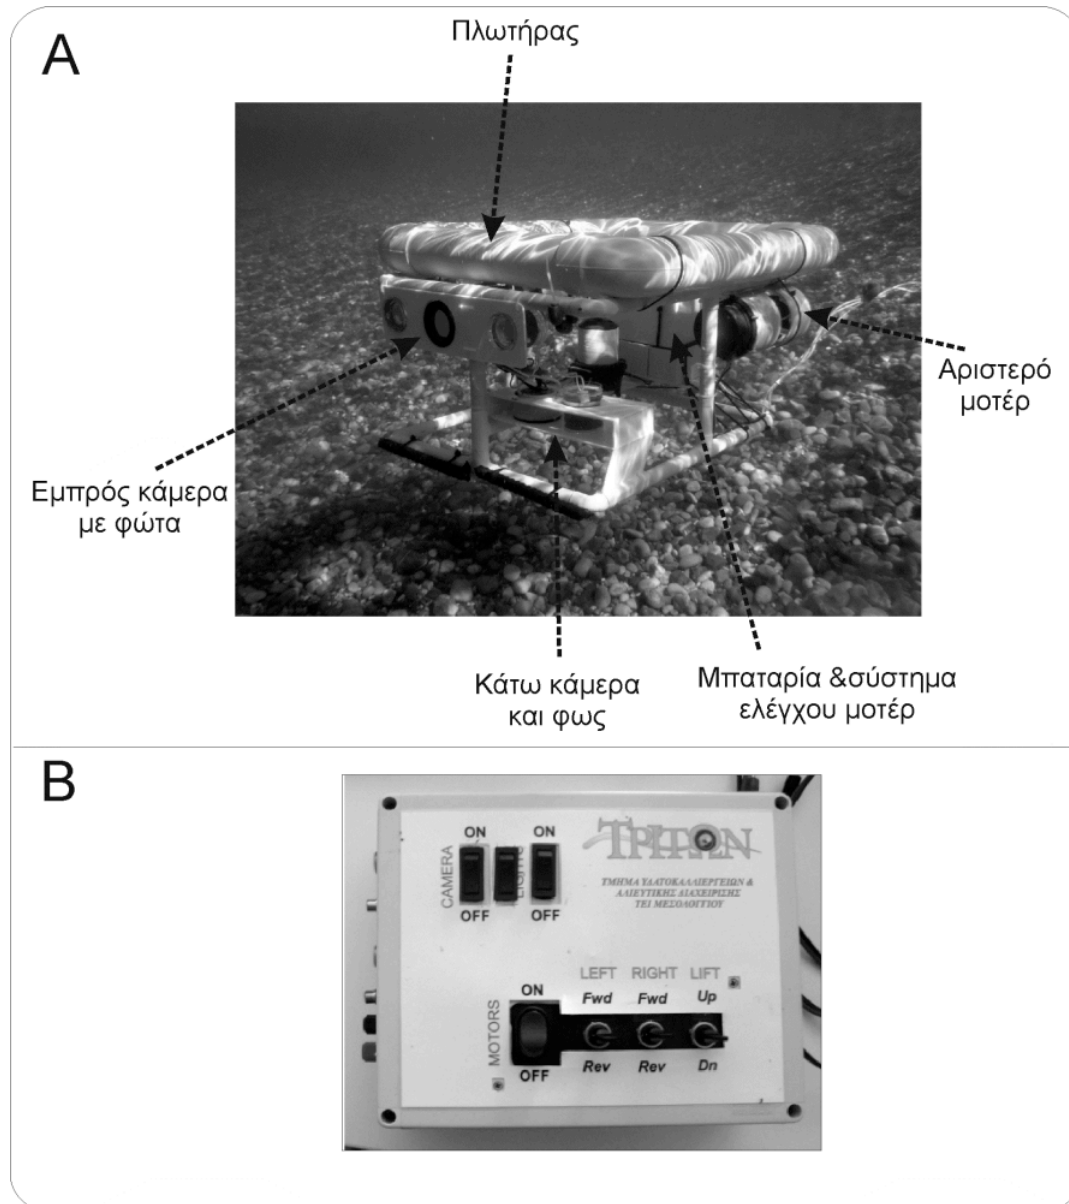 A
Πλωτήρας
Αριστερό
μοτέρ
Εμπρός κάμερα
με φώτα
Κάτω κάμερα
και φως
Μπαταρία &σύστημα
ελέγχου μοτέρ
B
ON
ON
CAMERA
OFF
OFF
ΤΡΙΤΩΝ
ΤΜΗΜΑ ΥΔΑΤΟΚΑΛΛΙΕΡΓΕΙΩΝ &
ΑΛΙΕΥΤΙΚΗΣ ΔΙΑΧΕΙΡΙΣΗΣ
ΤΕΙ ΜΕΣΟΛΟΓΓΙΟΥ
LEFT RIGHT LIFT
ON Fwd Fwd Up
MOTORS
OFF Rev Rev Dn